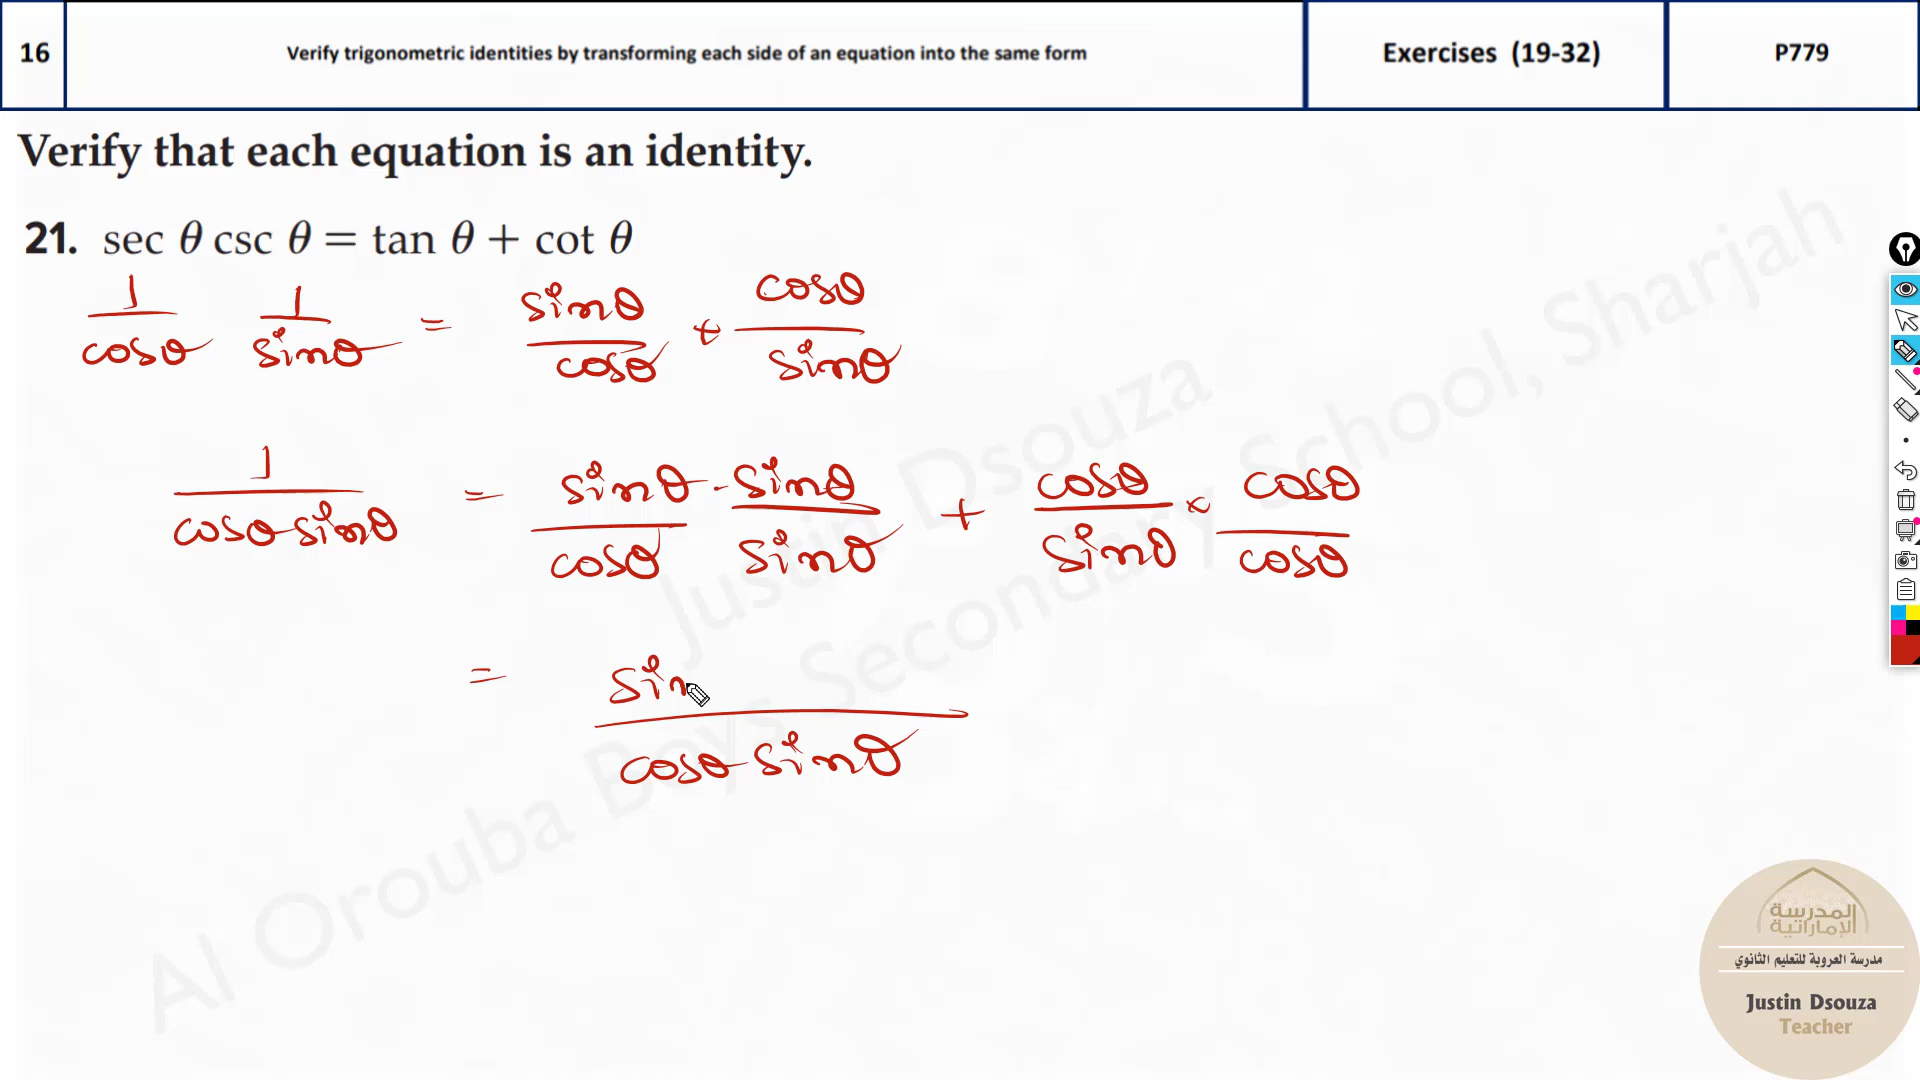 16 Verify trigonometric identities by transforming each side of an equation into the same form Exercises (19-32) P779
Verify that each equation is an identity.
21. sec θ csc θ = tan θ + cot θ
1/cosθ 1/sinθ = sinθ/cosθ + cosθ/sinθ
1/cosθ sinθ = sinθ/cosθ · sinθ/sinθ + cosθ/sinθ × cosθ/cosθ
= sin/cosθ sinθ
Justin Dsouza
Al Orouba Boys Secondary School, Sharjah
المدرسة
الإماراتية
مدرسة العروبة للتعليم الثانوي
Justin Dsouza
Teacher